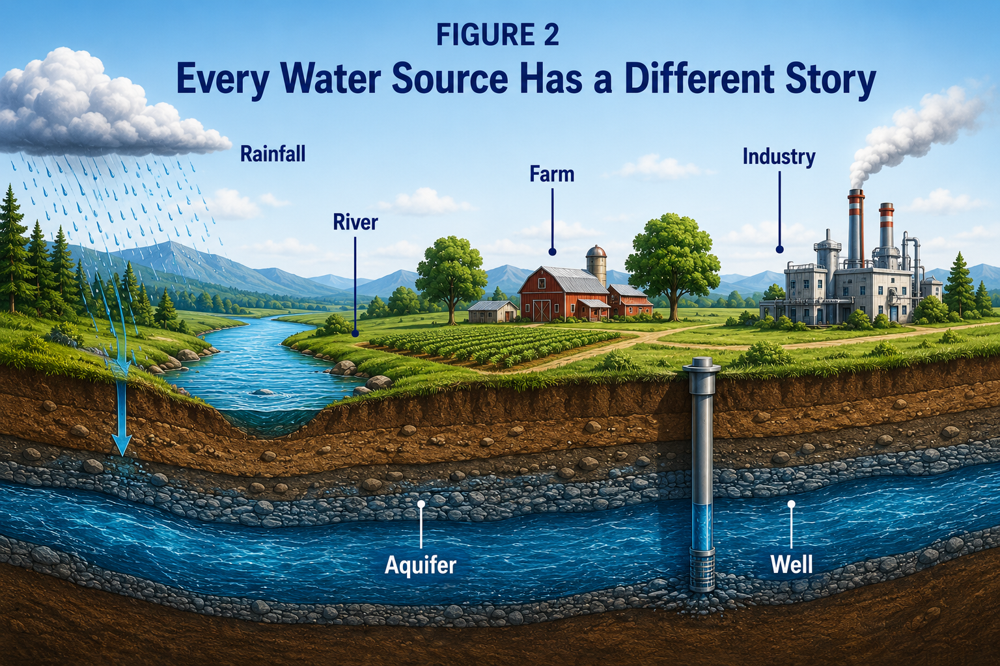 FIGURE 2
Every Water Source Has a Different Story
Rainfall
River
Farm
Industry
Aquifer
Well